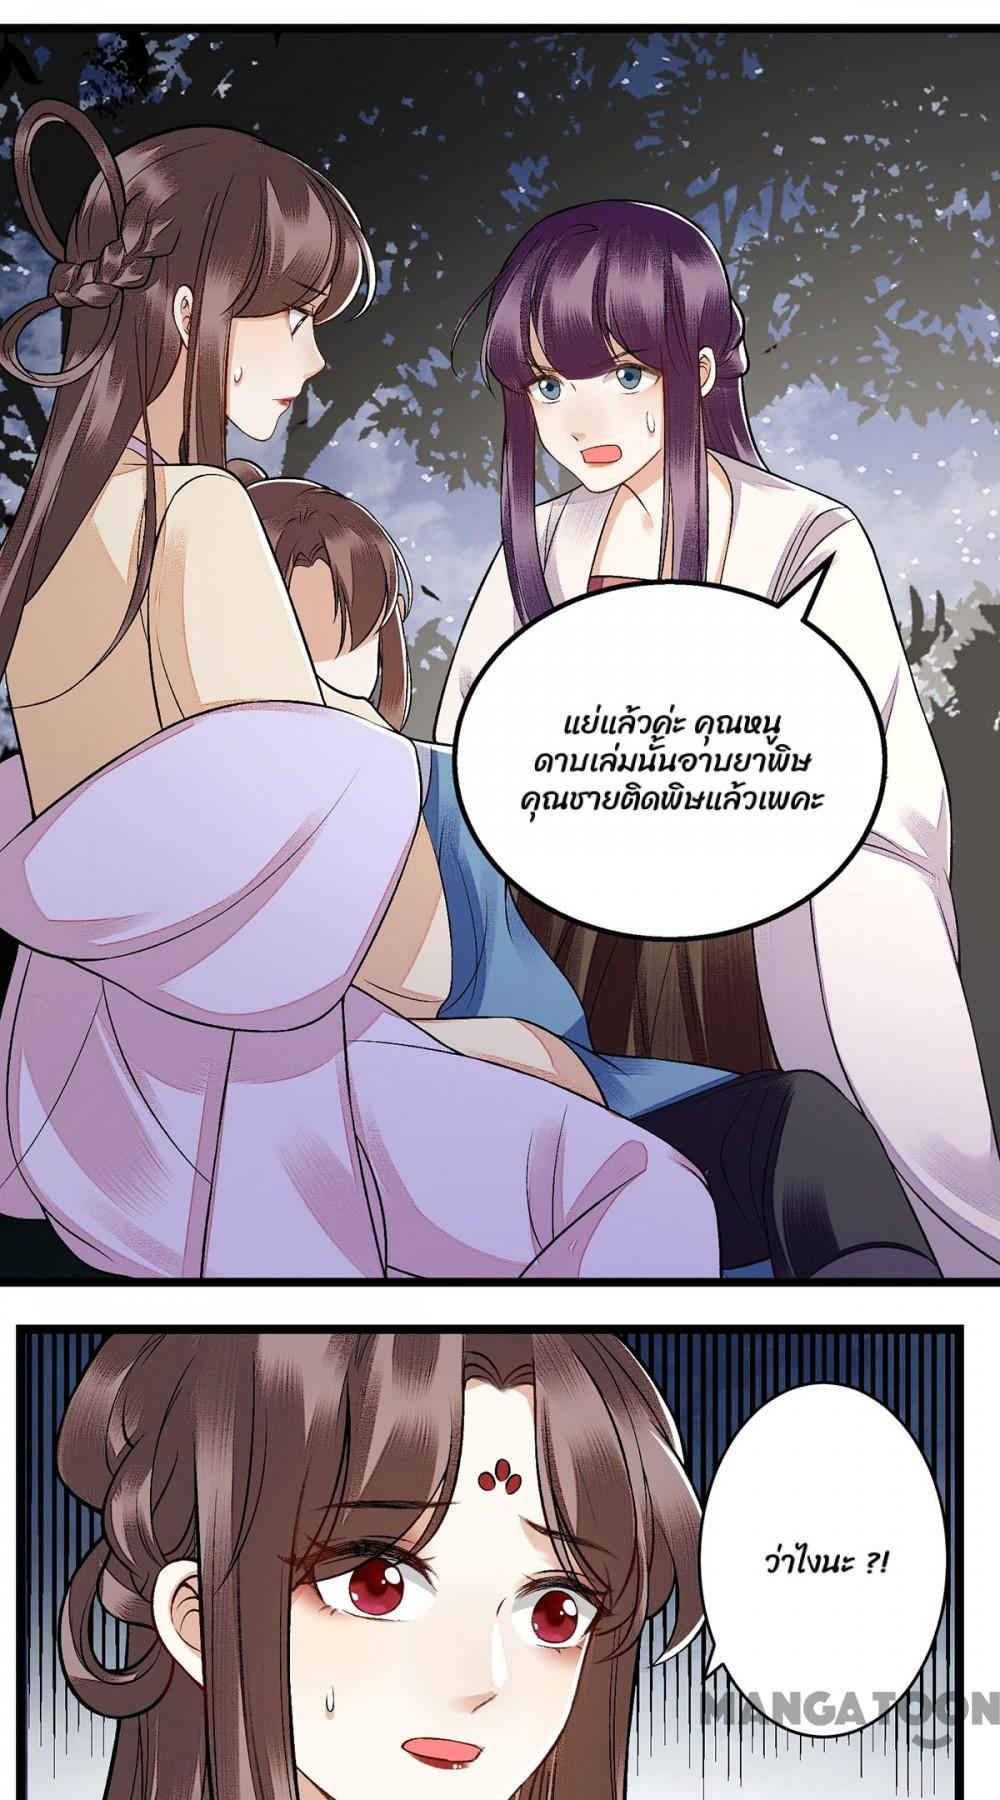 แย่แล้วค่ะ คุณหนู
ดาบเล่มนั้นอาบยาพิษ
คุณชายติดพิษแล้วเพคะ
ว่าไงนะ ?!
MANGATOON